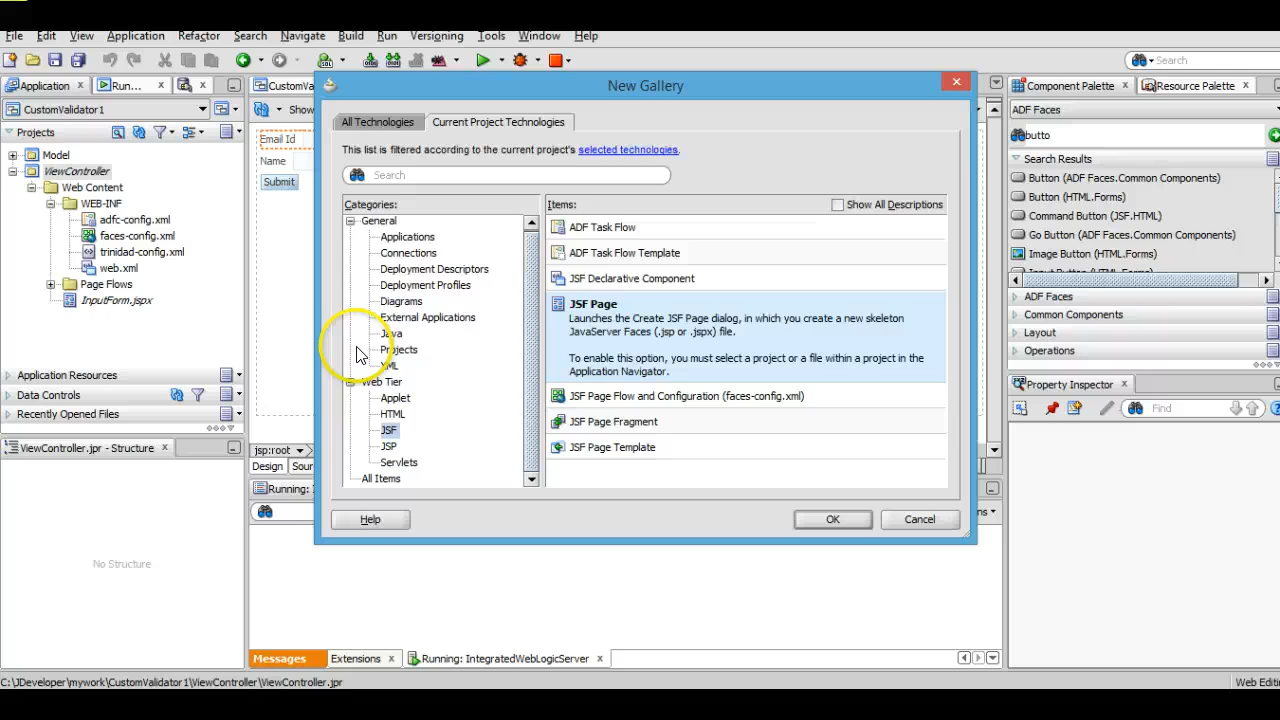 File Edit View Application Refactor Search Navigate Build Run Versioning Tools Window Help
Search
Application
Run...
CustomVa
New Gallery
Component Palette
Resource Palette
CustomValidator1
Show
ADF Faces
Projects
butto
All Technologies
Current Project Technologies
This list is filtered according to the current project's selected technologies.
Search
Categories:
Items:
Show All Descriptions
Model
ViewController
Web Content
WEB-INF
adfc-config.xml
faces-config.xml
trinidad-config.xml
web.xml
Page Flows
InputForm.jspx
Email Id
Name
Submit
General
Applications
Connections
Deployment Descriptors
Deployment Profiles
Diagrams
External Applications
Java
Projects
XML
Web Tier
Applet
HTML
JSF
JSP
Servlets
All Items
ADF Task Flow
ADF Task Flow Template
JSF Declarative Component
JSF Page
Launches the Create JSF Page dialog, in which you create a new skeleton
JavaServer Faces (.jsp or .jspx) file.
To enable this option, you must select a project or a file within a project in the
Application Navigator.
JSF Page Flow and Configuration (faces-config.xml)
JSF Page Fragment
JSF Page Template
Help
OK
Cancel
Search Results
Button (ADF Faces.Common Components)
Button (HTML.Forms)
Command Button (JSF.HTML)
Go Button (ADF Faces.Common Components)
Image Button (HTML.Forms)
ADF Faces
Common Components
Layout
Operations
Property Inspector
Find
Application Resources
Data Controls
Recently Opened Files
ViewController.jpr - Structure
No Structure
jsp:root
Design
Sour
Running: I
ns
Messages
Extensions
Running: IntegratedWebLogicServer
C:\JDeveloper\mywork\CustomValidator1\ViewController\ViewController.jpr
Web Editi